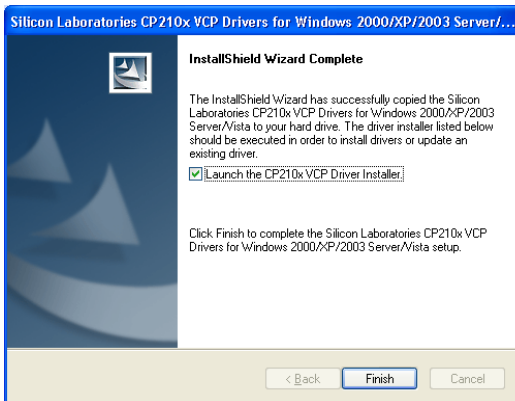 Silicon Laboratories CP210x VCP Drivers for Windows 2000/XP/2003 Server/...
InstallShield Wizard Complete
The InstallShield Wizard has successfully copied the Silicon
Laboratories CP210x VCP Drivers for Windows 2000/XP/2003
Server/Vista to your hard drive. The driver installer listed below
should be executed in order to install drivers or update an
existing driver.
Launch the CP210x VCP Driver Installer.
Click Finish to complete the Silicon Laboratories CP210x VCP
Drivers for Windows 2000/XP/2003 Server/Vista setup.
< Back Finish Cancel